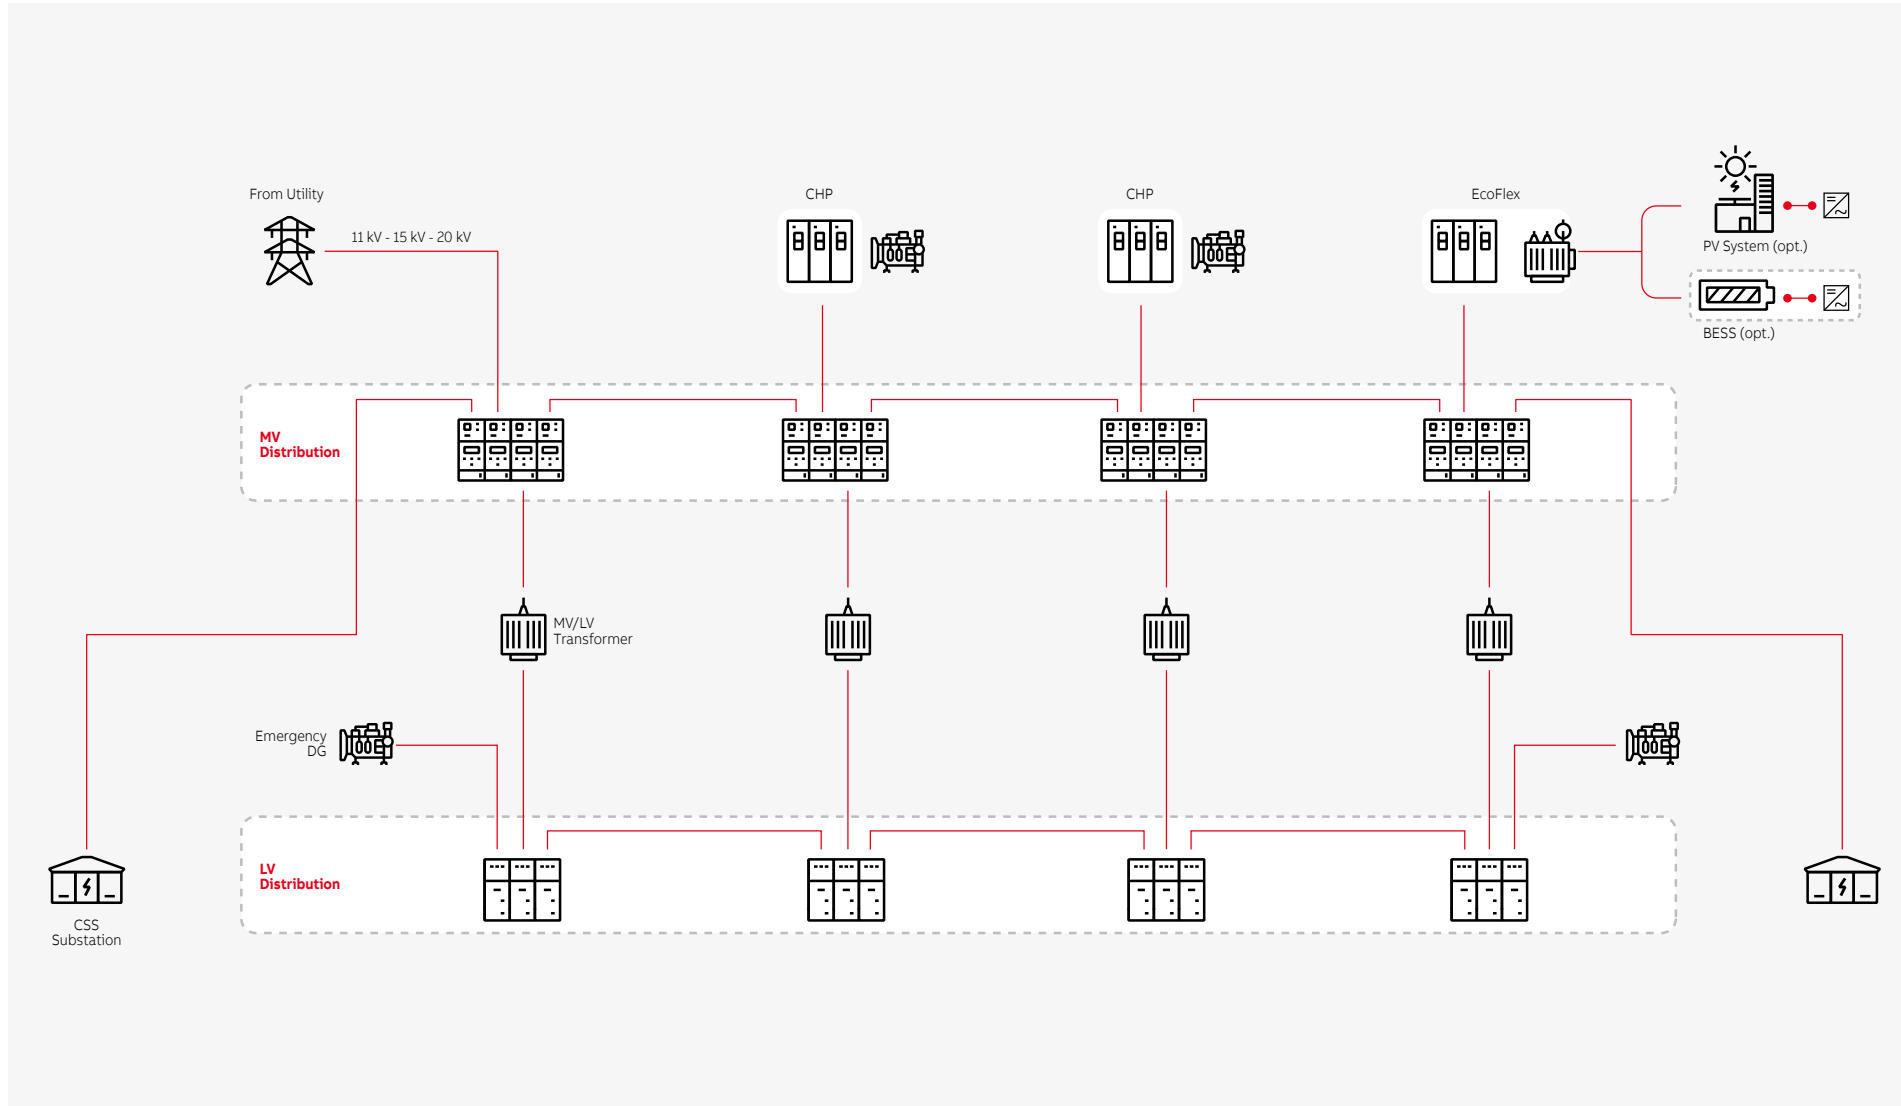 From Utility
CHP
CHP
EcoFlex
11 kV - 15 kV - 20 kV
PV System (opt.)
BESS (opt.)
MV
Distribution
MV/LV
Transformer
Emergency
DG
LV
Distribution
CSS
Substation